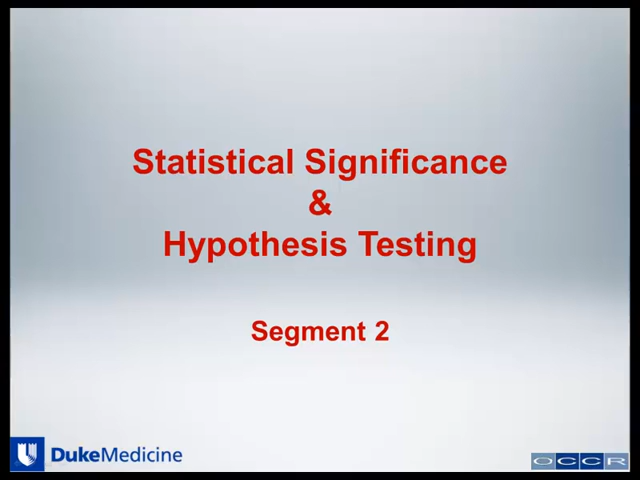 Statistical Significance
&
Hypothesis Testing
Segment 2
DukeMedicine
OCCR